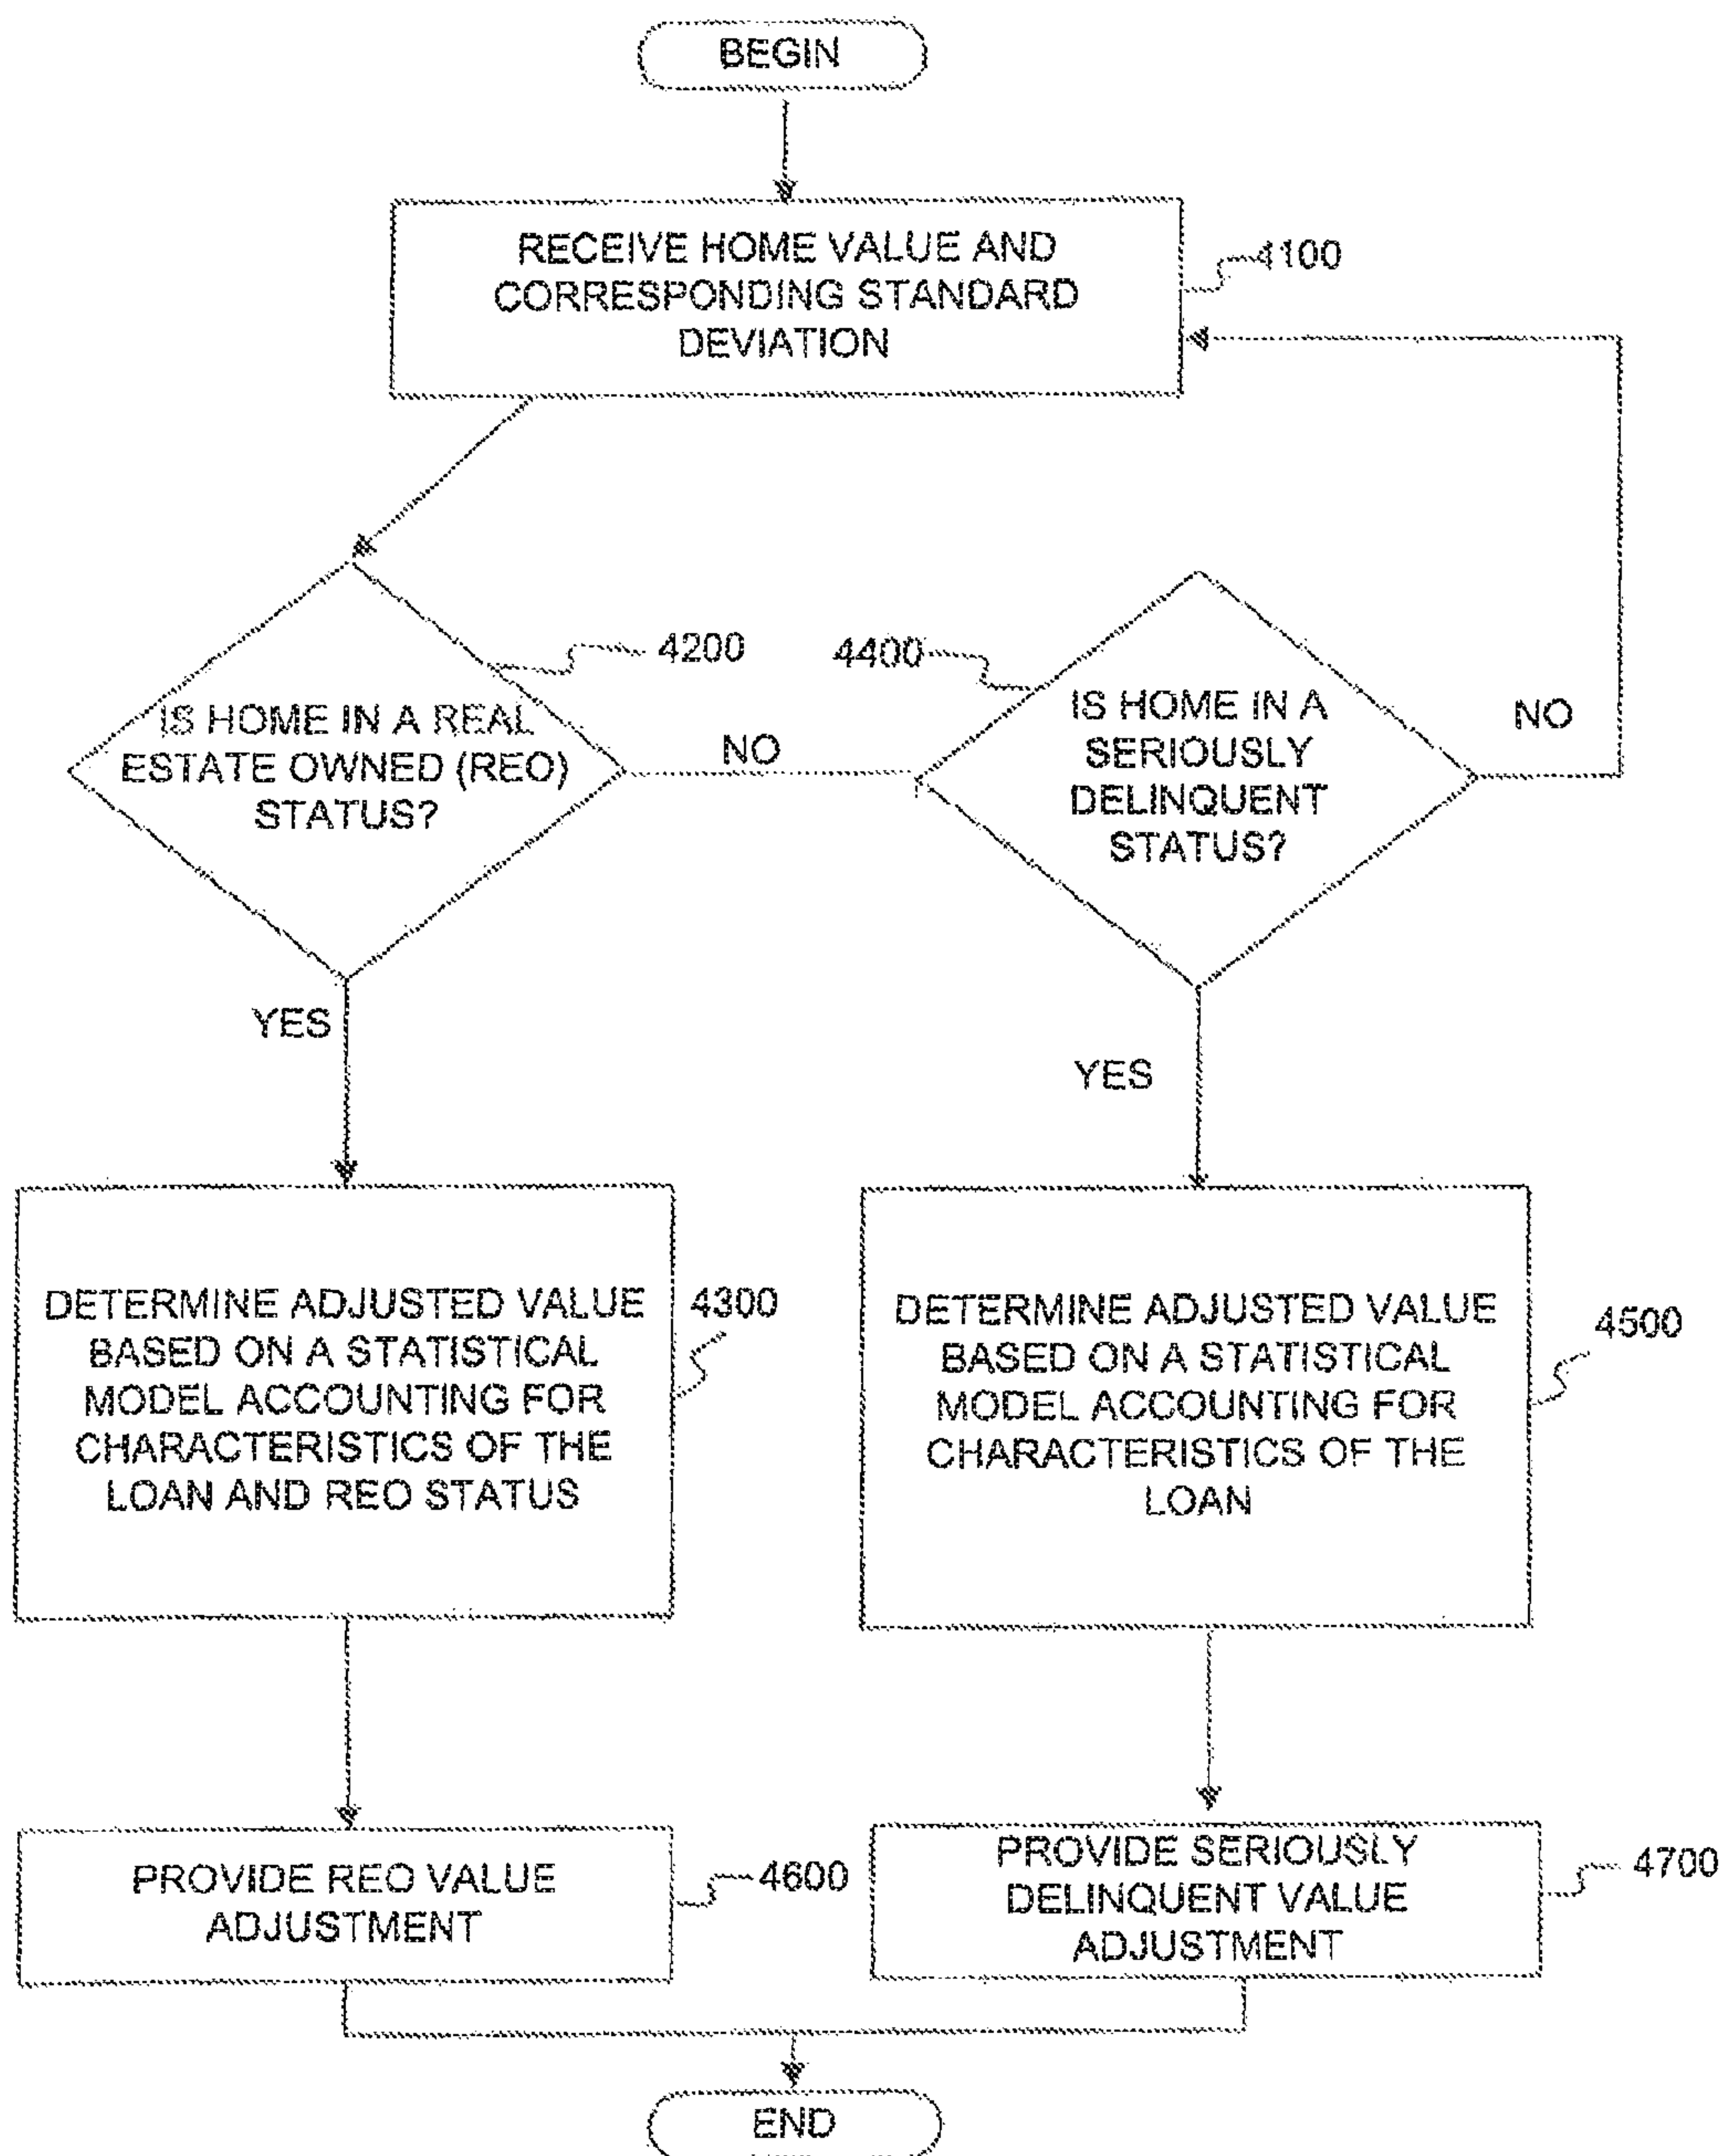 BEGIN
RECEIVE HOME VALUE AND
CORRESPONDING STANDARD
DEVIATION
4100
4200
4400
IS HOME IN A REAL
ESTATE OWNED (REO)
STATUS?
NO
IS HOME IN A
SERIOUSLY
DELINQUENT
STATUS?
NO
YES
YES
DETERMINE ADJUSTED VALUE
BASED ON A STATISTICAL
MODEL ACCOUNTING FOR
CHARACTERISTICS OF THE
LOAN AND REO STATUS
4300
DETERMINE ADJUSTED VALUE
BASED ON A STATISTICAL
MODEL ACCOUNTING FOR
CHARACTERISTICS OF THE
LOAN
4500
PROVIDE REO VALUE
ADJUSTMENT
4600
PROVIDE SERIOUSLY
DELINQUENT VALUE
ADJUSTMENT
4700
END